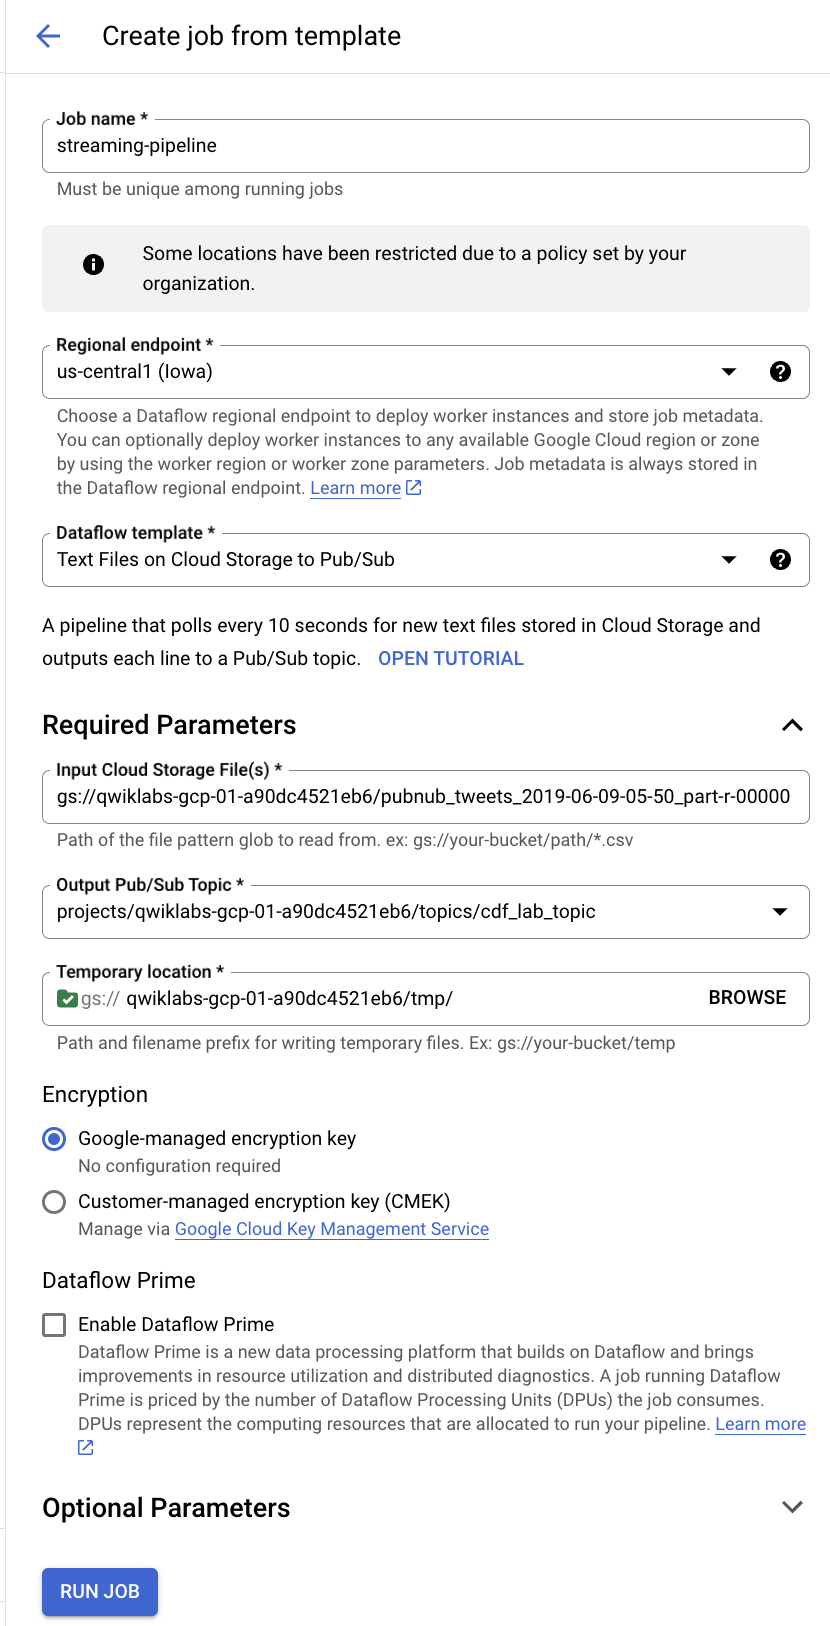 Create job from template
Job name *
streaming-pipeline
Must be unique among running jobs
Some locations have been restricted due to a policy set by your
organization.
Regional endpoint *
us-central1 (Iowa)
Choose a Dataflow regional endpoint to deploy worker instances and store job metadata.
You can optionally deploy worker instances to any available Google Cloud region or zone
by using the worker region or worker zone parameters. Job metadata is always stored in
the Dataflow regional endpoint. Learn more
Dataflow template *
Text Files on Cloud Storage to Pub/Sub
A pipeline that polls every 10 seconds for new text files stored in Cloud Storage and
outputs each line to a Pub/Sub topic. OPEN TUTORIAL
Required Parameters
Input Cloud Storage File(s) *
gs://qwiklabs-gcp-01-a90dc4521eb6/pubnub_tweets_2019-06-09-05-50_part-r-00000
Path of the file pattern glob to read from. ex: gs://your-bucket/path/*.csv
Output Pub/Sub Topic *
projects/qwiklabs-gcp-01-a90dc4521eb6/topics/cdf_lab_topic
Temporary location *
gs:// qwiklabs-gcp-01-a90dc4521eb6/tmp/ BROWSE
Path and filename prefix for writing temporary files. Ex: gs://your-bucket/temp
Encryption
Google-managed encryption key
No configuration required
Customer-managed encryption key (CMEK)
Manage via Google Cloud Key Management Service
Dataflow Prime
Enable Dataflow Prime
Dataflow Prime is a new data processing platform that builds on Dataflow and brings
improvements in resource utilization and distributed diagnostics. A job running Dataflow
Prime is priced by the number of Dataflow Processing Units (DPUs) the job consumes.
DPUs represent the computing resources that are allocated to run your pipeline. Learn more
Optional Parameters
RUN JOB